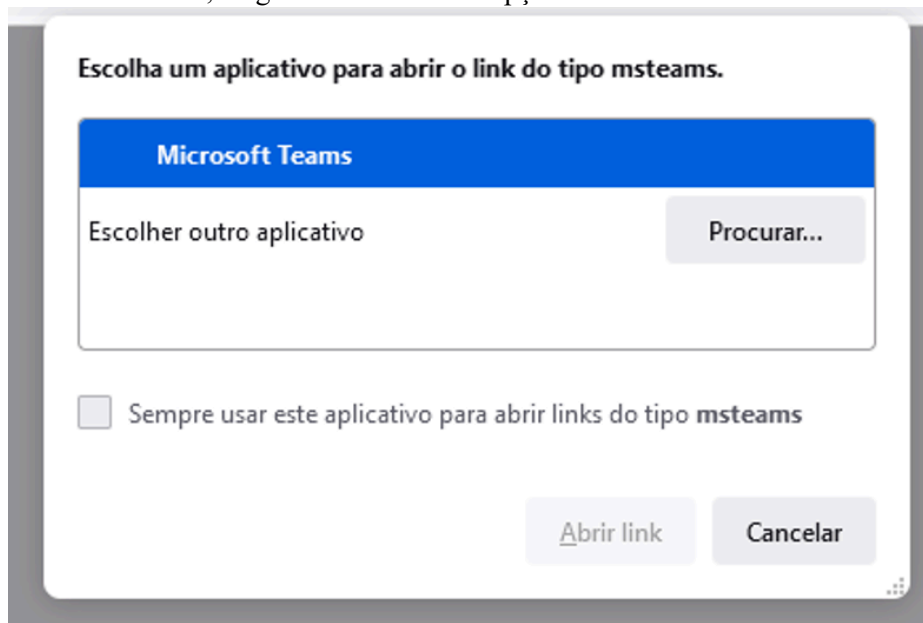 Escolha um aplicativo para abrir o link do tipo msteams.
Microsoft Teams
Escolher outro aplicativo
Procurar...
Sempre usar este aplicativo para abrir links do tipo msteams
Abrir link
Cancelar